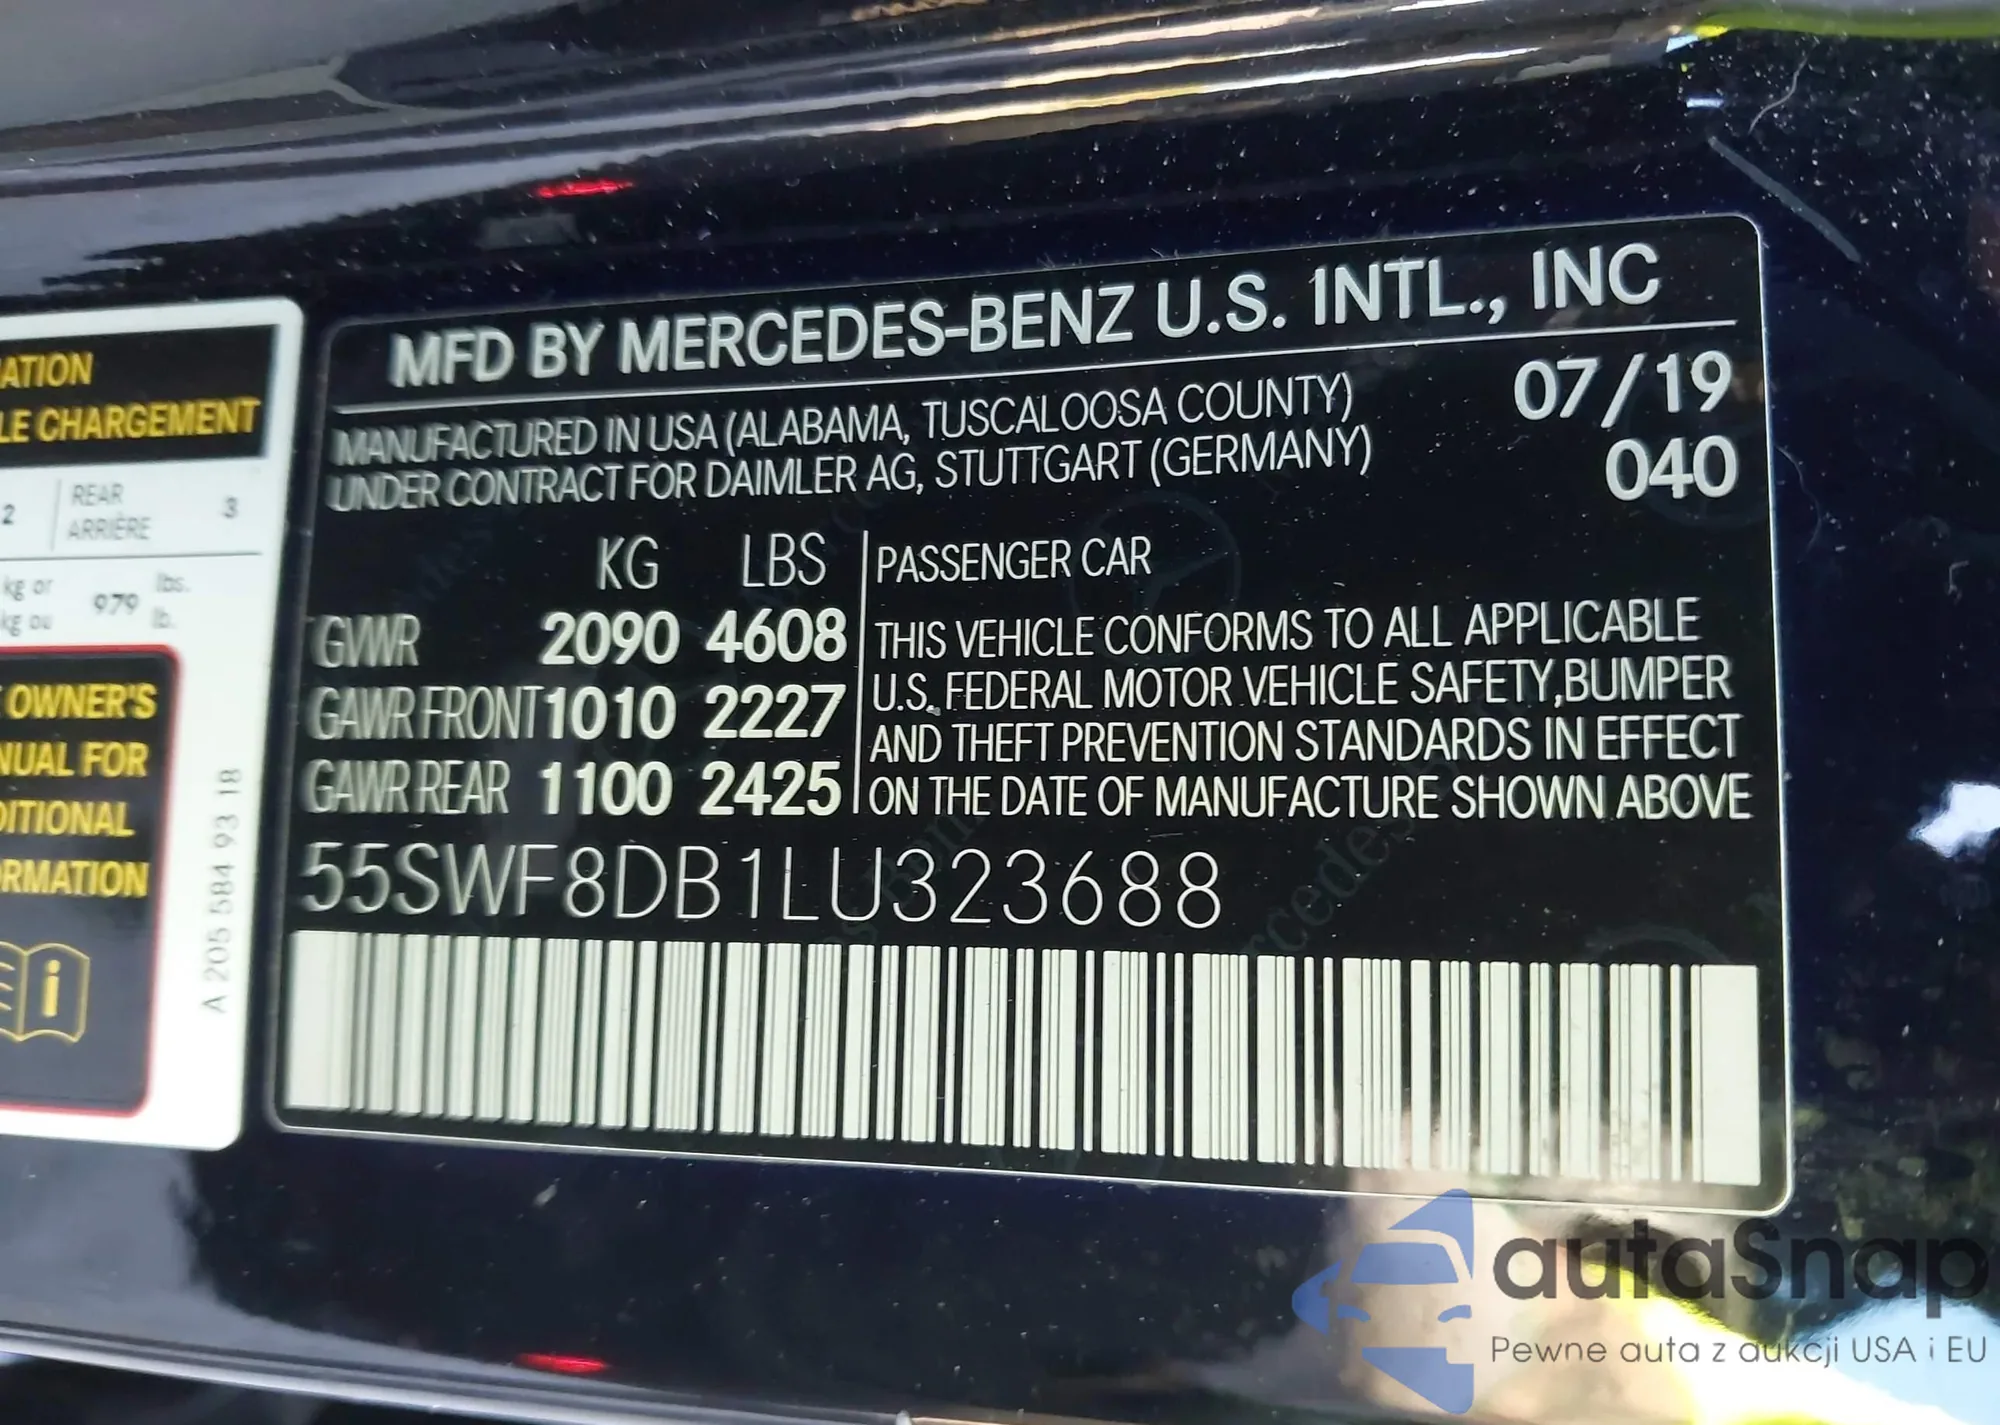 MFD BY MERCEDES-BENZ U.S. INTL., INC
MANUFACTURED IN USA (ALABAMA, TUSCALOOSA COUNTY)
UNDER CONTRACT FOR DAIMLER AG, STUTTGART (GERMANY)
07/19
040
KG LBS
GVWR 2090 4608
GAWR FRONT 1010 2227
GAWR REAR 1100 2425
PASSENGER CAR
THIS VEHICLE CONFORMS TO ALL APPLICABLE
U.S. FEDERAL MOTOR VEHICLE SAFETY,BUMPER
AND THEFT PREVENTION STANDARDS IN EFFECT
ON THE DATE OF MANUFACTURE SHOWN ABOVE
55SWF8DB1LU323688
ATION
LE CHARGEMENT
2 REAR 3
ARRIÈRE
kg or 979 lbs.
kg ou lb.
OWNER'S
NUAL FOR
DITIONAL
ORMATION
A 205 584 93 18
autaSnap
Pewne auta z aukcji USA i EU